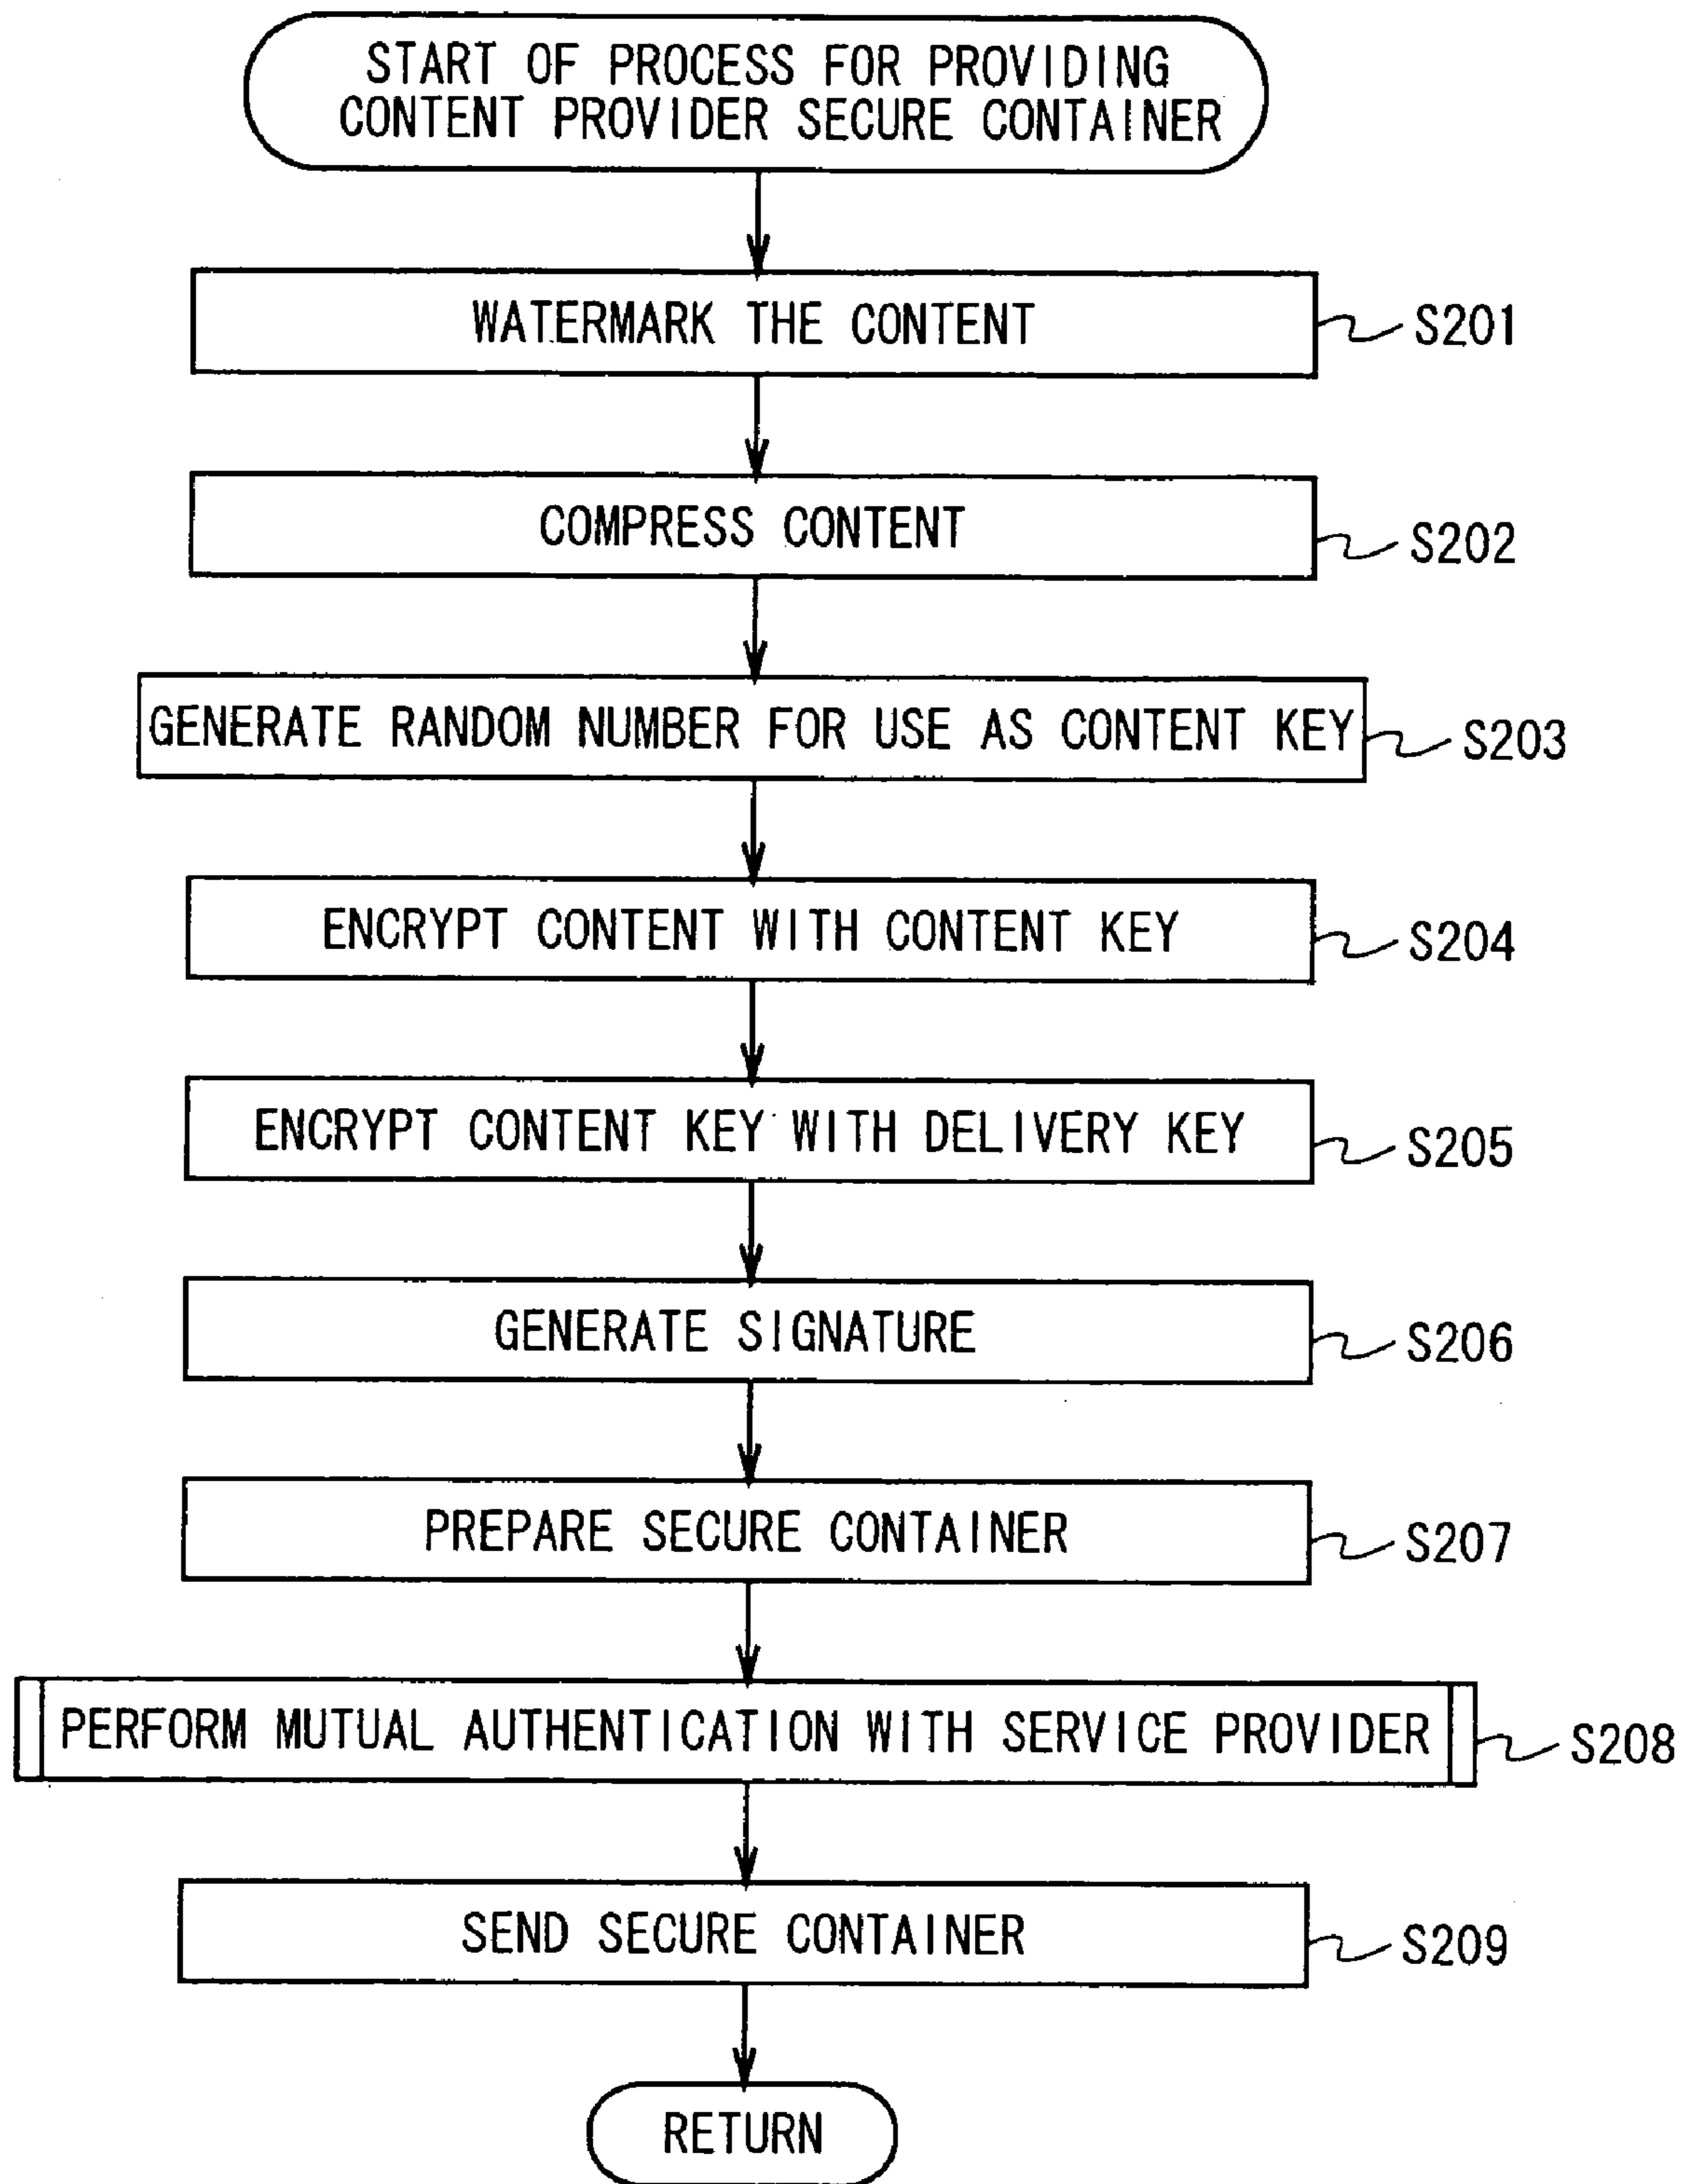 START OF PROCESS FOR PROVIDING
CONTENT PROVIDER SECURE CONTAINER
WATERMARK THE CONTENT
S201
COMPRESS CONTENT
S202
GENERATE RANDOM NUMBER FOR USE AS CONTENT KEY
S203
ENCRYPT CONTENT WITH CONTENT KEY
S204
ENCRYPT CONTENT KEY WITH DELIVERY KEY
S205
GENERATE SIGNATURE
S206
PREPARE SECURE CONTAINER
S207
PERFORM MUTUAL AUTHENTICATION WITH SERVICE PROVIDER
S208
SEND SECURE CONTAINER
S209
RETURN